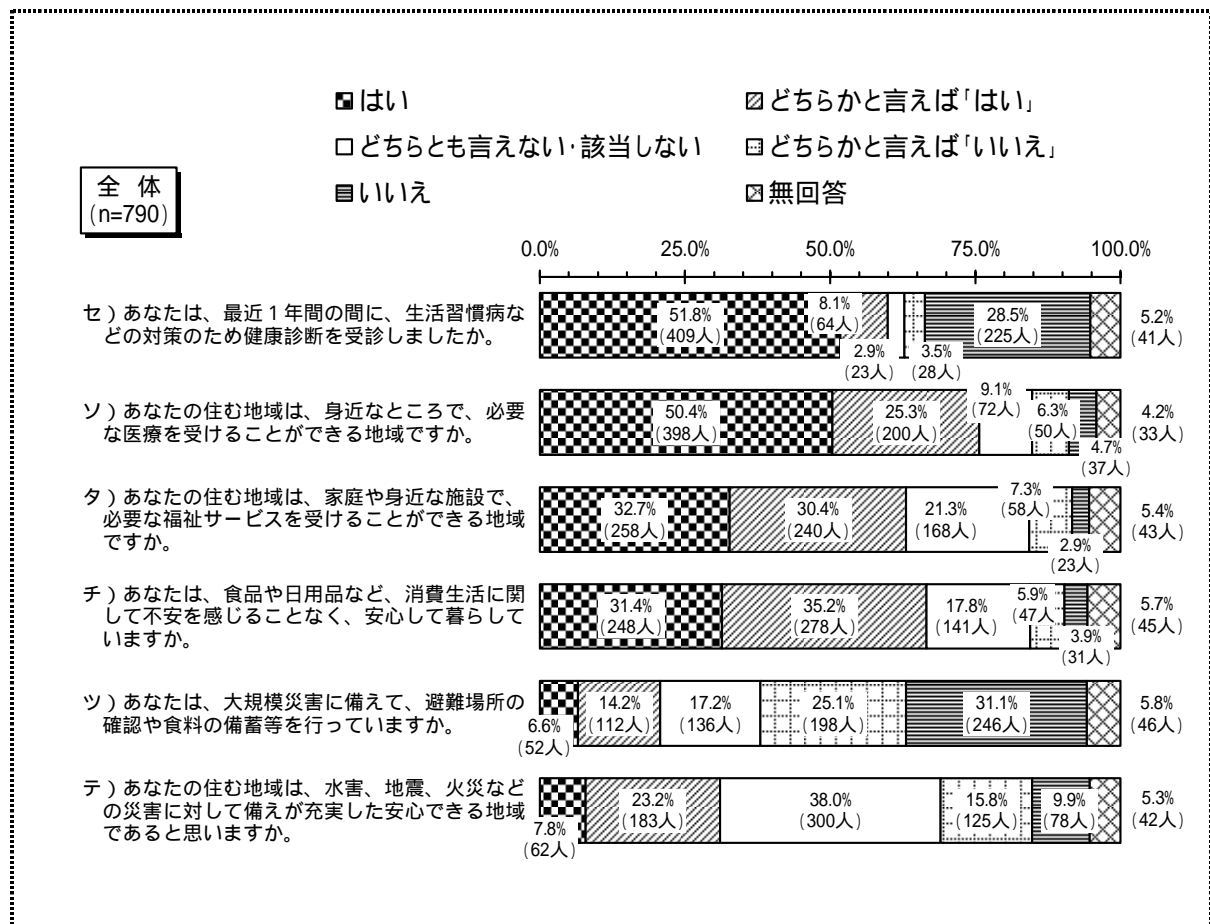 はい
どちらかと言えば「はい」
どちらとも言えない・該当しない
どちらかと言えば「いいえ」
いいえ
無回答
全 体
(n=790)
0.0% 25.0% 50.0% 75.0% 100.0%
セ)あなたは、最近1年間の間に、生活習慣病な
どの対策のため健康診断を受診しましたか。
51.8%
(409人)
8.1%
(64人)
2.9%
(23人)
3.5%
(28人)
28.5%
(225人)
5.2%
(41人)
ソ)あなたの住む地域は、身近なところで、必要
な医療を受けることができる地域ですか。
50.4%
(398人)
25.3%
(200人)
9.1%
(72人)
6.3%
(50人)
4.7%
(37人)
4.2%
(33人)
タ)あなたの住む地域は、家庭や身近な施設で、
必要な福祉サービスを受けることができる地域
ですか。
32.7%
(258人)
30.4%
(240人)
21.3%
(168人)
7.3%
(58人)
2.9%
(23人)
5.4%
(43人)
チ)あなたは、食品や日用品など、消費生活に関
して不安を感じることなく、安心して暮らして
いますか。
31.4%
(248人)
35.2%
(278人)
17.8%
(141人)
5.9%
(47人)
3.9%
(31人)
5.7%
(45人)
ツ)あなたは、大規模災害に備えて、避難場所の
確認や食料の備蓄等を行っていますか。
6.6%
(52人)
14.2%
(112人)
17.2%
(136人)
25.1%
(198人)
31.1%
(246人)
5.8%
(46人)
テ)あなたの住む地域は、水害、地震、火災など
の災害に対して備えが充実した安心できる地域
であると思いますか。
7.8%
(62人)
23.2%
(183人)
38.0%
(300人)
15.8%
(125人)
9.9%
(78人)
5.3%
(42人)